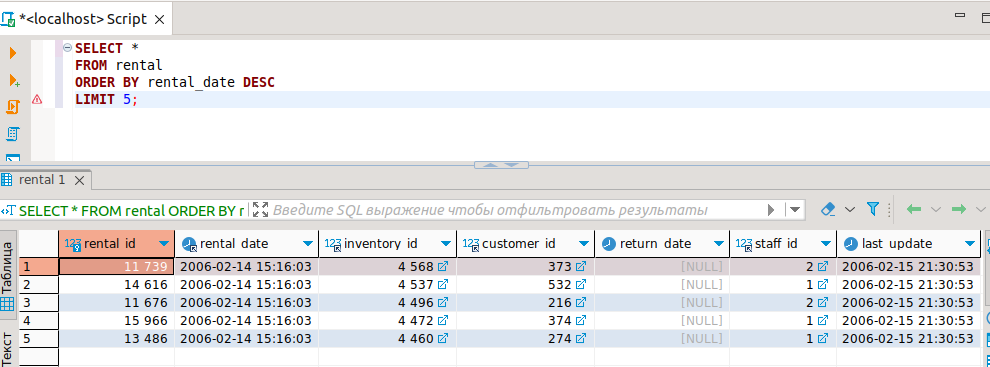 *<localhost> Script
SELECT *
FROM rental
ORDER BY rental_date DESC
LIMIT 5;
rental 1
SELECT * FROM rental ORDER BY r
Введите SQL выражение чтобы отфильтровать результаты
Таблица
Текст
123 rental_id rental_date 123 inventory_id 123 customer_id return_date 123 staff_id last_update
1 11 739 2006-02-14 15:16:03 4 568 373 [NULL] 2 2006-02-15 21:30:53
2 14 616 2006-02-14 15:16:03 4 537 532 [NULL] 1 2006-02-15 21:30:53
3 11 676 2006-02-14 15:16:03 4 496 216 [NULL] 2 2006-02-15 21:30:53
4 15 966 2006-02-14 15:16:03 4 472 374 [NULL] 1 2006-02-15 21:30:53
5 13 486 2006-02-14 15:16:03 4 460 274 [NULL] 1 2006-02-15 21:30:53